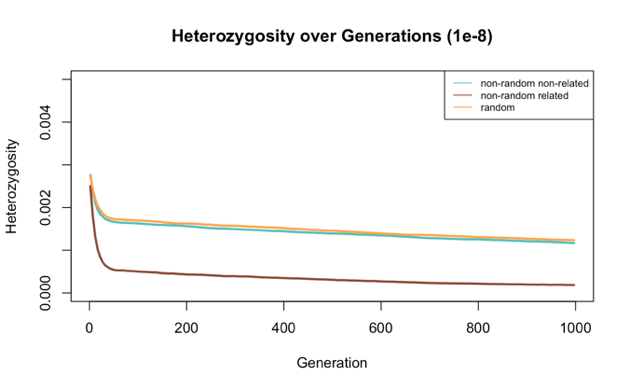 Heterozygosity over Generations (1e-8)
non-random non-related
non-random related
random
Heterozygosity
0.004
0.002
0.000
0 200 400 600 800 1000
Generation